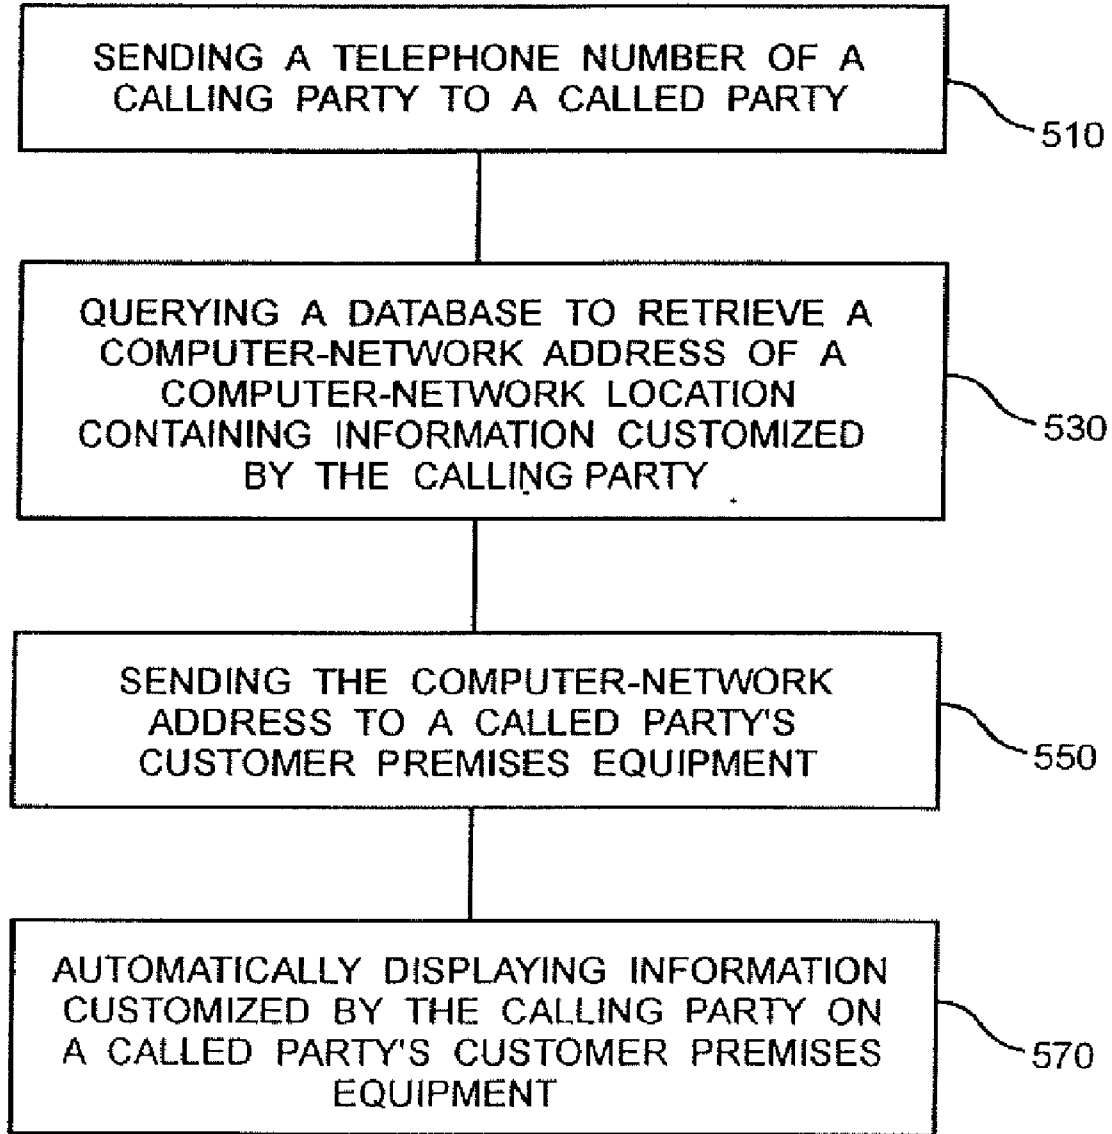 SENDING A TELEPHONE NUMBER OF A
CALLING PARTY TO A CALLED PARTY
510
QUERYING A DATABASE TO RETRIEVE A
COMPUTER-NETWORK ADDRESS OF A
COMPUTER-NETWORK LOCATION
CONTAINING INFORMATION CUSTOMIZED
BY THE CALLING PARTY
530
SENDING THE COMPUTER-NETWORK
ADDRESS TO A CALLED PARTY'S
CUSTOMER PREMISES EQUIPMENT
550
AUTOMATICALLY DISPLAYING INFORMATION
CUSTOMIZED BY THE CALLING PARTY ON
A CALLED PARTY'S CUSTOMER PREMISES
EQUIPMENT
570